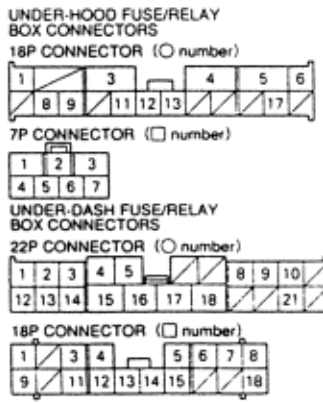 UNDER-HOOD FUSE/RELAY
BOX CONNECTORS
18P CONNECTOR (○ number)
1 3 4 5 6
8 9 11 12 13 17
7P CONNECTOR (□ number)
1 2 3
4 5 6 7
UNDER-DASH FUSE/RELAY
BOX CONNECTORS
22P CONNECTOR (○ number)
1 2 3 4 5 8 9 10
12 13 14 15 16 17 18 21
18P CONNECTOR (□ number)
1 3 4 5 6 7 8
9 11 12 13 14 15 18